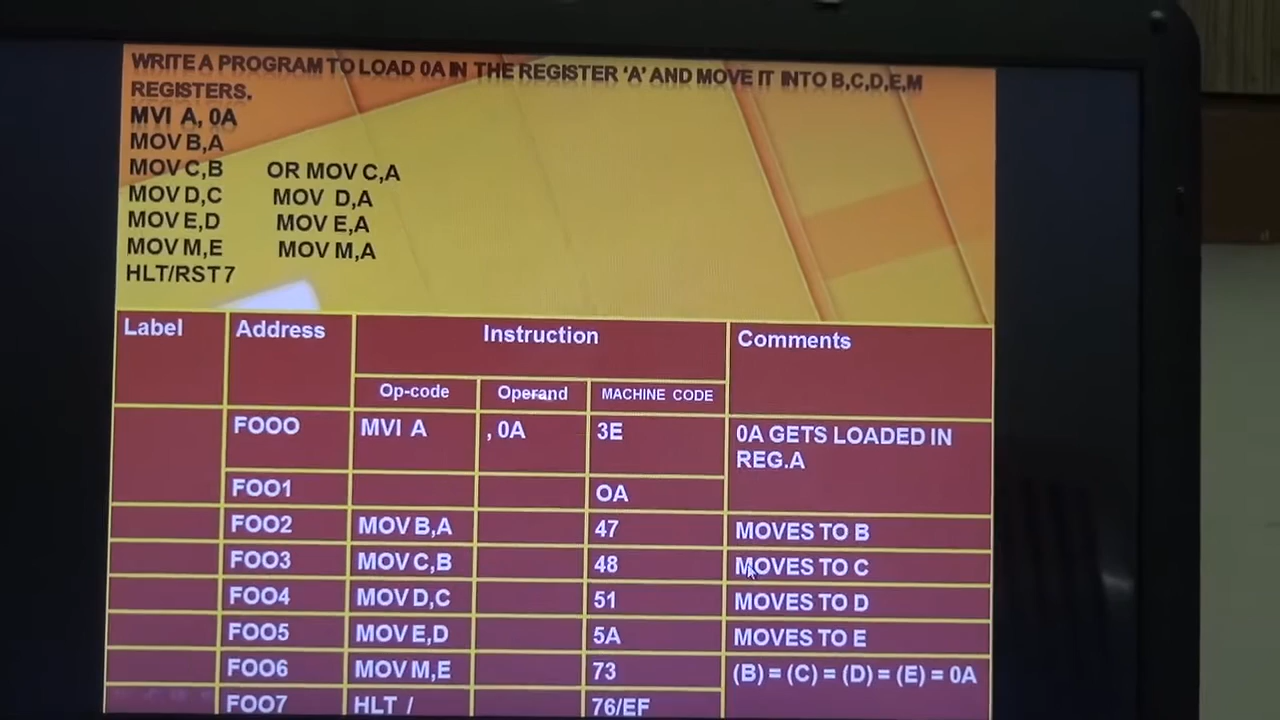 WRITE A PROGRAM TO LOAD 0A IN THE REGISTER 'A' AND MOVE IT INTO B,C,D,E,M
REGISTERS.
MVI A, 0A
MOV B,A
MOV C,B OR MOV C,A
MOV D,C MOV D,A
MOV E,D MOV E,A
MOV M,E MOV M,A
HLT/RST7
Label Address Instruction Comments
Op-code Operand MACHINE CODE
FOOO MVI A , 0A 3E 0A GETS LOADED IN
REG.A
FOO1 OA
FOO2 MOV B,A 47 MOVES TO B
FOO3 MOV C,B 48 MOVES TO C
FOO4 MOV D,C 51 MOVES TO D
FOO5 MOV E,D 5A MOVES TO E
FOO6 MOV M,E 73 (B) = (C) = (D) = (E) = 0A
FOO7 HLT / 76/EF